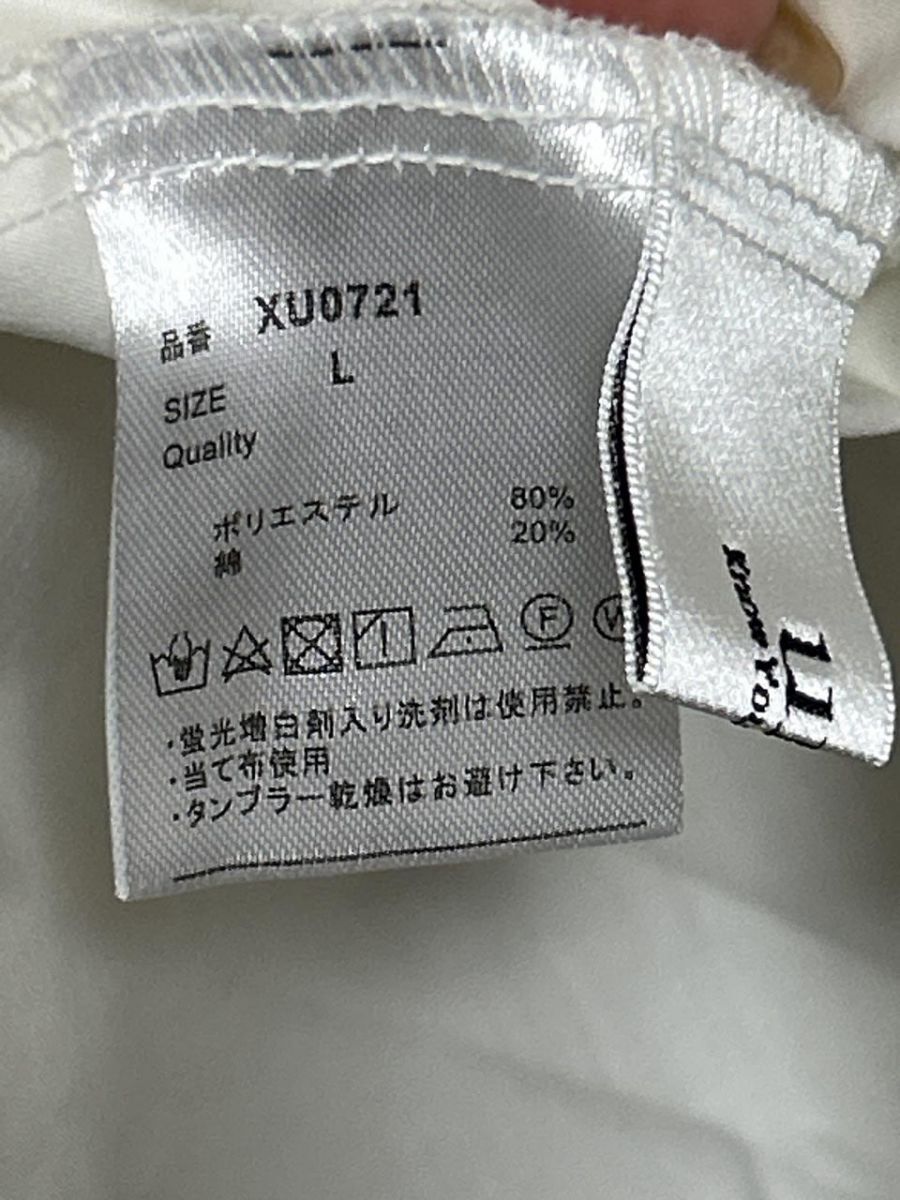 品番 XU0721
SIZE L
Quality
ポリエステル 80%
綿 20%
F
W
・蛍光増白剤入り洗剤は使用禁止。
・当て布使用
・タンブラー乾燥はお避け下さい。